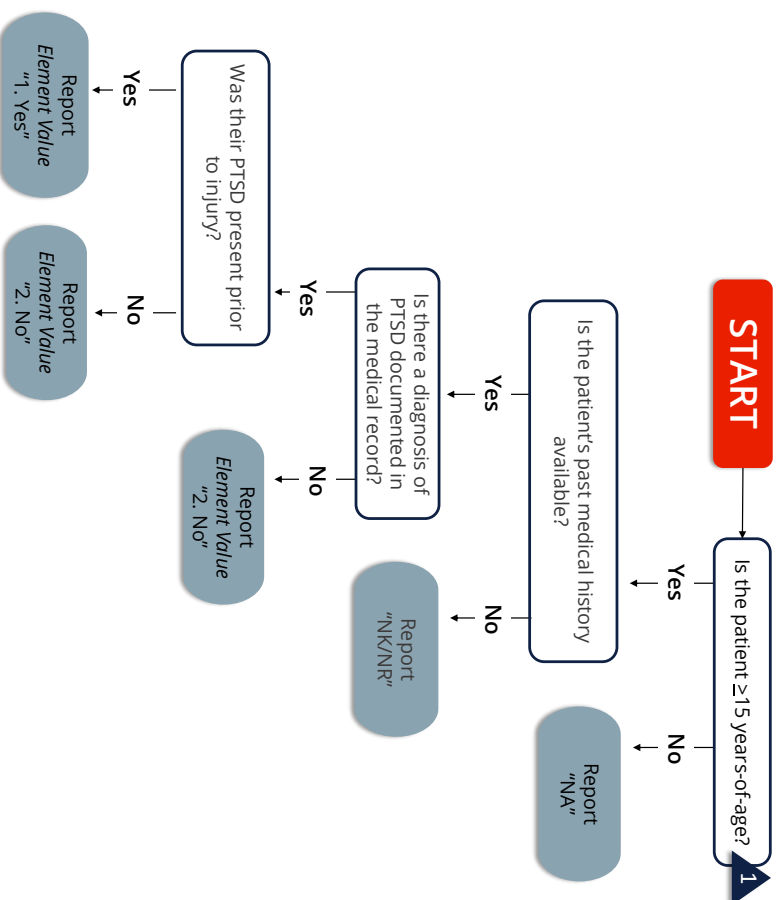 START
Is the patient ≥15 years-of-age?
1
Yes
No
Is the patient's past medical history
available?
Report
"NA"
Yes
No
Is there a diagnosis of
PTSD documented in
the medical record?
Report
"NK/NR"
Yes
No
Was their PTSD present prior
to injury?
Report
Element Value
"2. No"
Yes
No
Report
Element Value
"1. Yes"
Report
Element Value
"2. No"